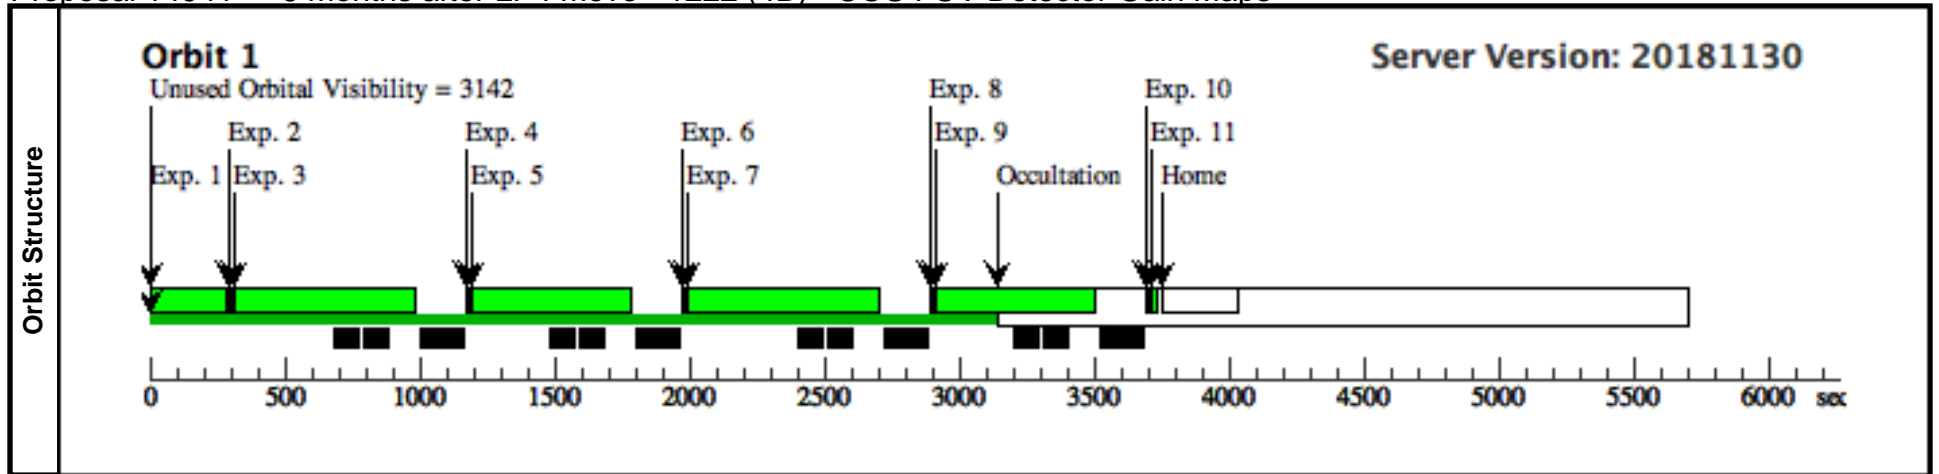 Orbit Structure
Orbit 1
Server Version: 20181130
Unused Orbital Visibility = 3142
Exp. 8
Exp. 10
Exp. 2
Exp. 4
Exp. 6
Exp. 9
Exp. 11
Exp. 1
Exp. 3
Exp. 5
Exp. 7
Occultation
Home
0 500 1000 1500 2000 2500 3000 3500 4000 4500 5000 5500 6000 sec